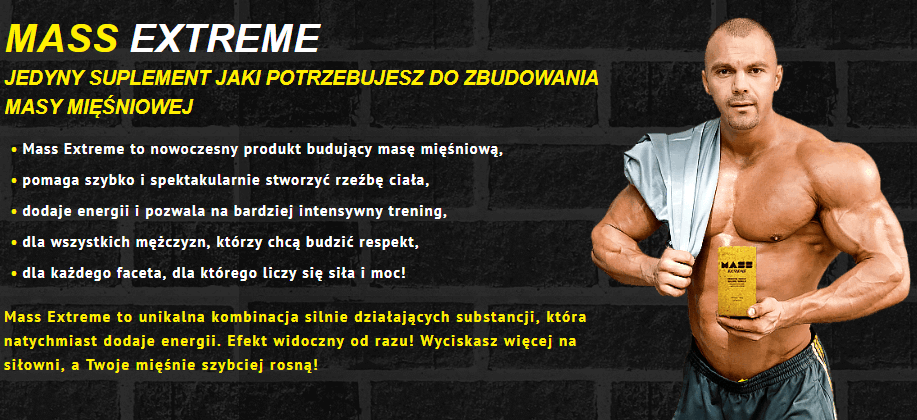 MASS EXTREME
JEDYNY SUPLEMENT JAKI POTRZEBUJESZ DO ZBUDOWANIA
MASY MIĘŚNIOWEJ
• Mass Extreme to nowoczesny produkt budujący masę mięśniową,
• pomaga szybko i spektakularnie stworzyć rzeźbę ciała,
• dodaje energii i pozwala na bardziej intensywny trening,
• dla wszystkich mężczyzn, którzy chcą budzić respekt,
• dla każdego faceta, dla którego liczy się siła i moc!
Mass Extreme to unikalna kombinacja silnie działających substancji, która
natychmiast dodaje energii. Efekt widoczny od razu! Wyciskasz więcej na
siłowni, a Twoje mięśnie szybciej rosną!
MASS
EXTREME